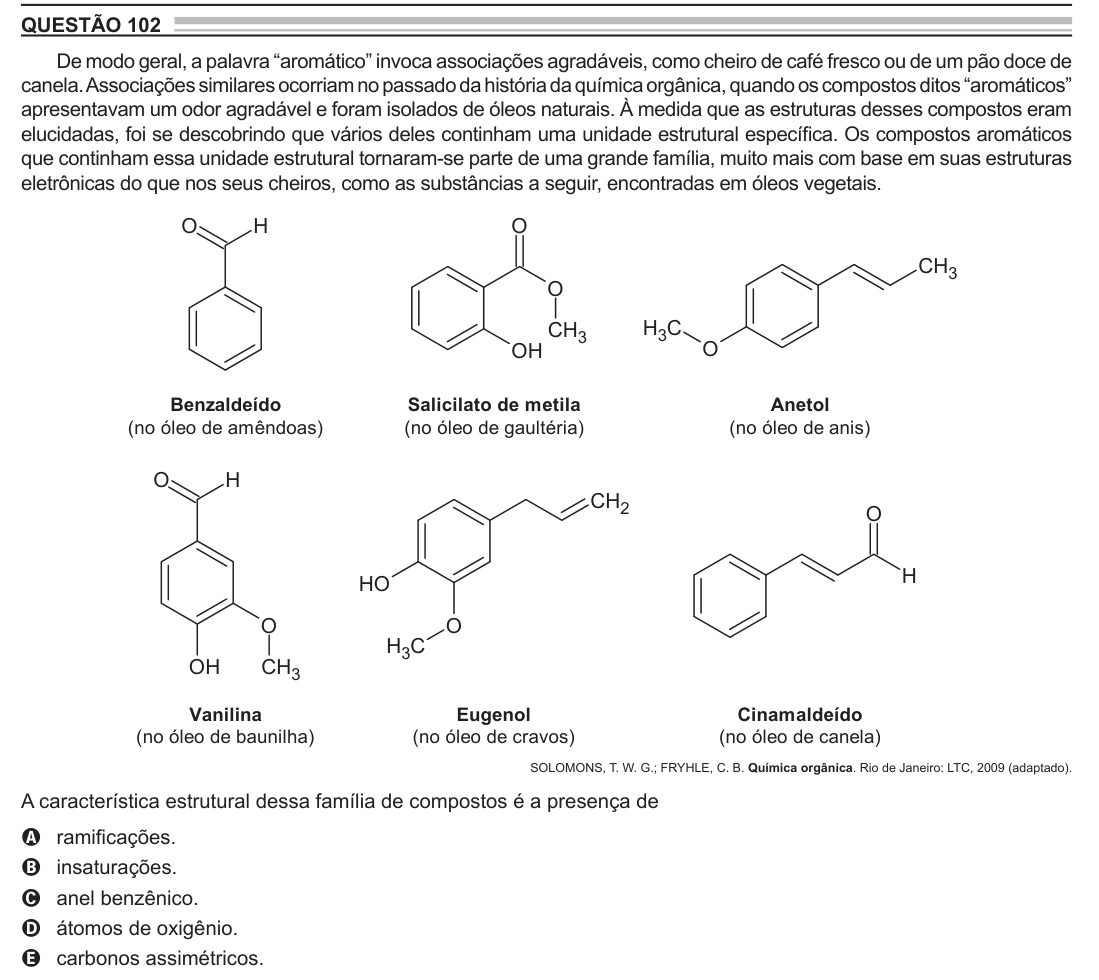 QUESTÃO 102
De modo geral, a palavra “aromático” invoca associações agradáveis, como cheiro de café fresco ou de um pão doce de
canela. Associações similares ocorriam no passado da história da química orgânica, quando os compostos ditos “aromáticos”
apresentavam um odor agradável e foram isolados de óleos naturais. À medida que as estruturas desses compostos eram
elucidadas, foi se descobrindo que vários deles continham uma unidade estrutural específica. Os compostos aromáticos
que continham essa unidade estrutural tornaram-se parte de uma grande família, muito mais com base em suas estruturas
eletrônicas do que nos seus cheiros, como as substâncias a seguir, encontradas em óleos vegetais.
O H
O
O
CH3
OH
CH3
H3C
O
Benzaldeído
(no óleo de amêndoas)
Salicilato de metila
(no óleo de gaultéria)
Anetol
(no óleo de anis)
O H
O
OH CH3
CH2
HO
O
H3C
O
H
Vanilina
(no óleo de baunilha)
Eugenol
(no óleo de cravos)
Cinamaldeído
(no óleo de canela)
SOLOMONS, T. W. G.; FRYHLE, C. B. Química orgânica. Rio de Janeiro: LTC, 2009 (adaptado).
A característica estrutural dessa família de compostos é a presença de
A ramificações.
B insaturações.
C anel benzênico.
D átomos de oxigênio.
E carbonos assimétricos.